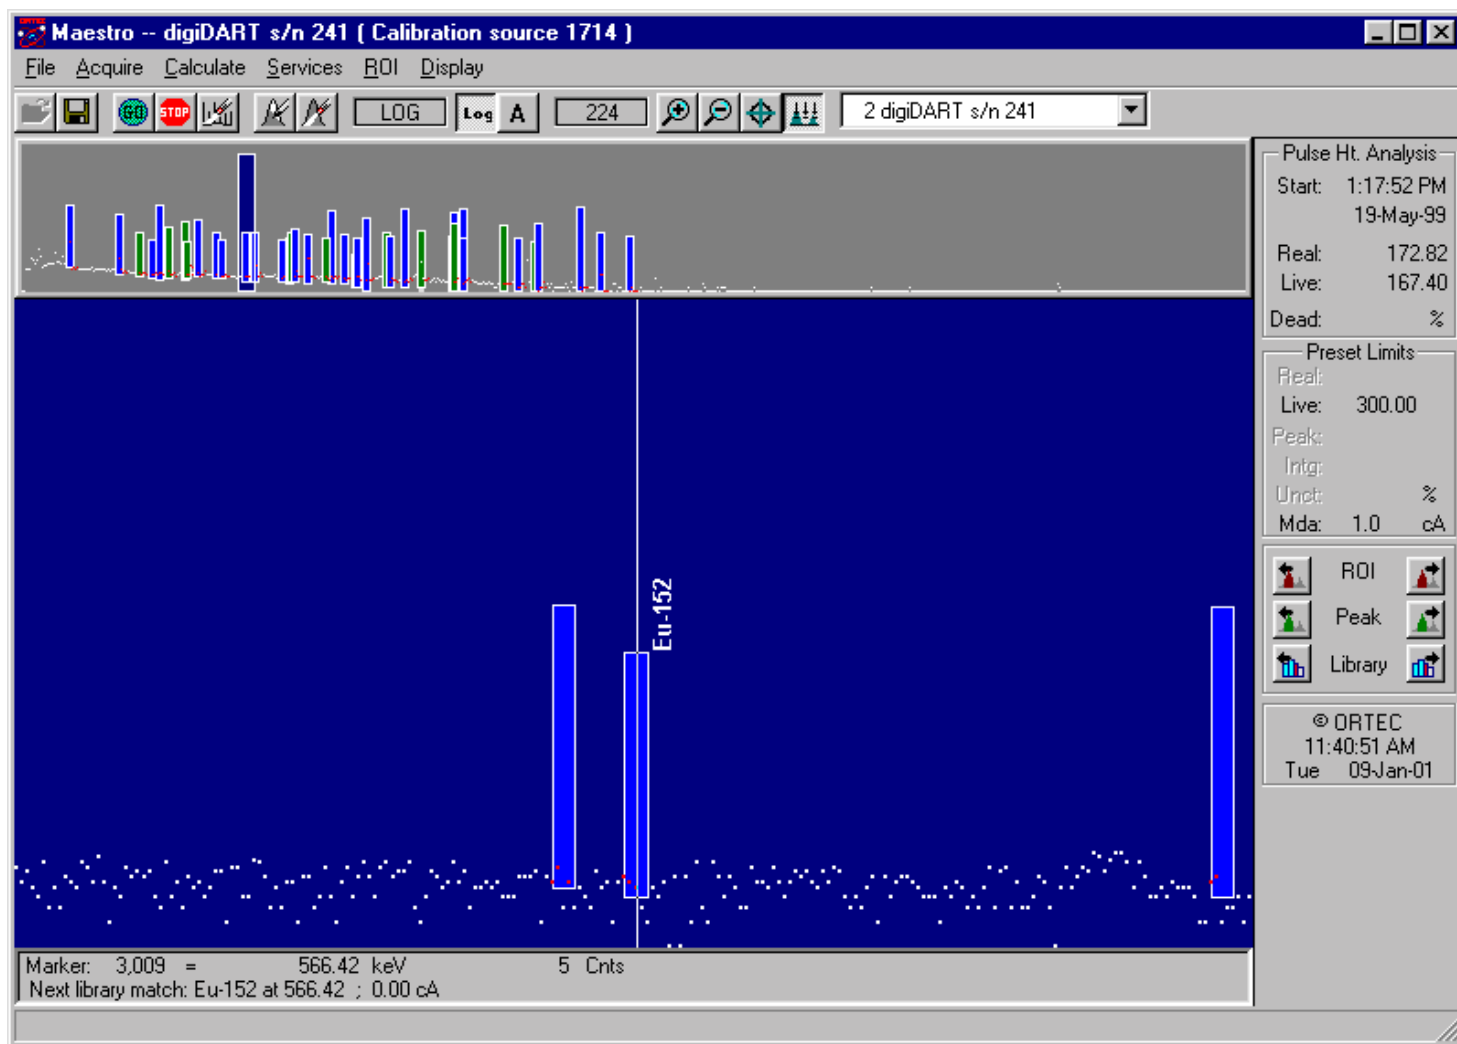 ORTEC
Maestro -- digiDART s/n 241 ( Calibration source 1714 )
File Acquire Calculate Services ROI Display
GO STOP LOG Log A 224 2 digiDART s/n 241
Pulse Ht. Analysis
Start: 1:17:52 PM
19-May-99
Real: 172.82
Live: 167.40
Dead: %
Preset Limits
Real:
Live: 300.00
Peak:
Intg:
Unct: %
Mda: 1.0 cA
ROI
Peak
Library
© ORTEC
11:40:51 AM
Tue 09-Jan-01
Eu-152
Marker: 3,009 = 566.42 keV 5 Cnts
Next library match: Eu-152 at 566.42 ; 0.00 cA